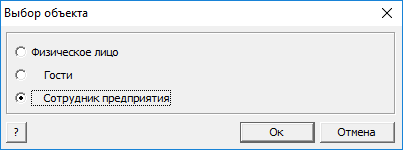 Выбор объекта
Физическое лицо
Гости
Сотрудник предприятия
?
Ок
Отмена